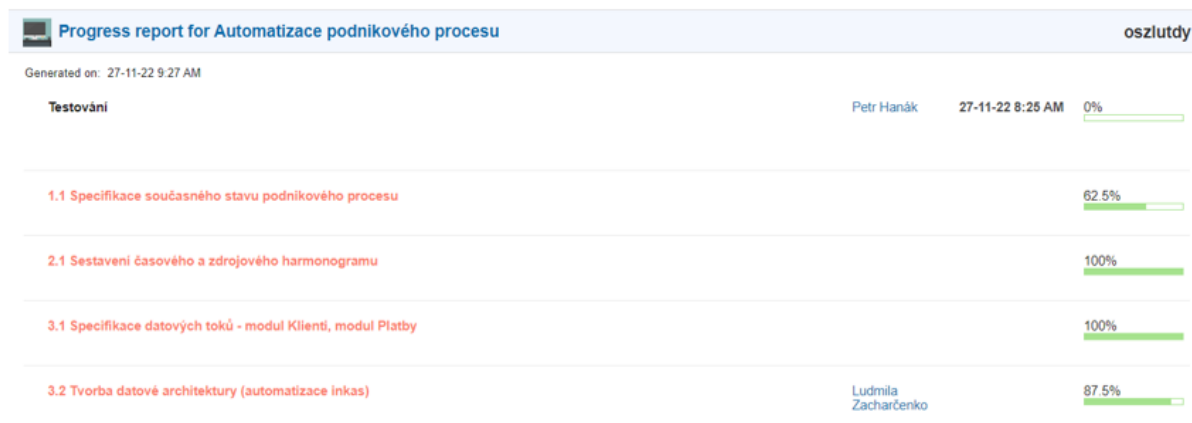 Progress report for Automatizace podnikového procesu oszlutdy
Generated on: 27-11-22 9:27 AM
Testování Petr Hanák 27-11-22 8:25 AM 0%
1.1 Specifikace současného stavu podnikového procesu 62.5%
2.1 Sestavení časového a zdrojového harmonogramu 100%
3.1 Specifikace datových toků - modul Klienti, modul Platby 100%
3.2 Tvorba datové architektury (automatizace inkas) Ludmila 87.5%
Zacharčenko